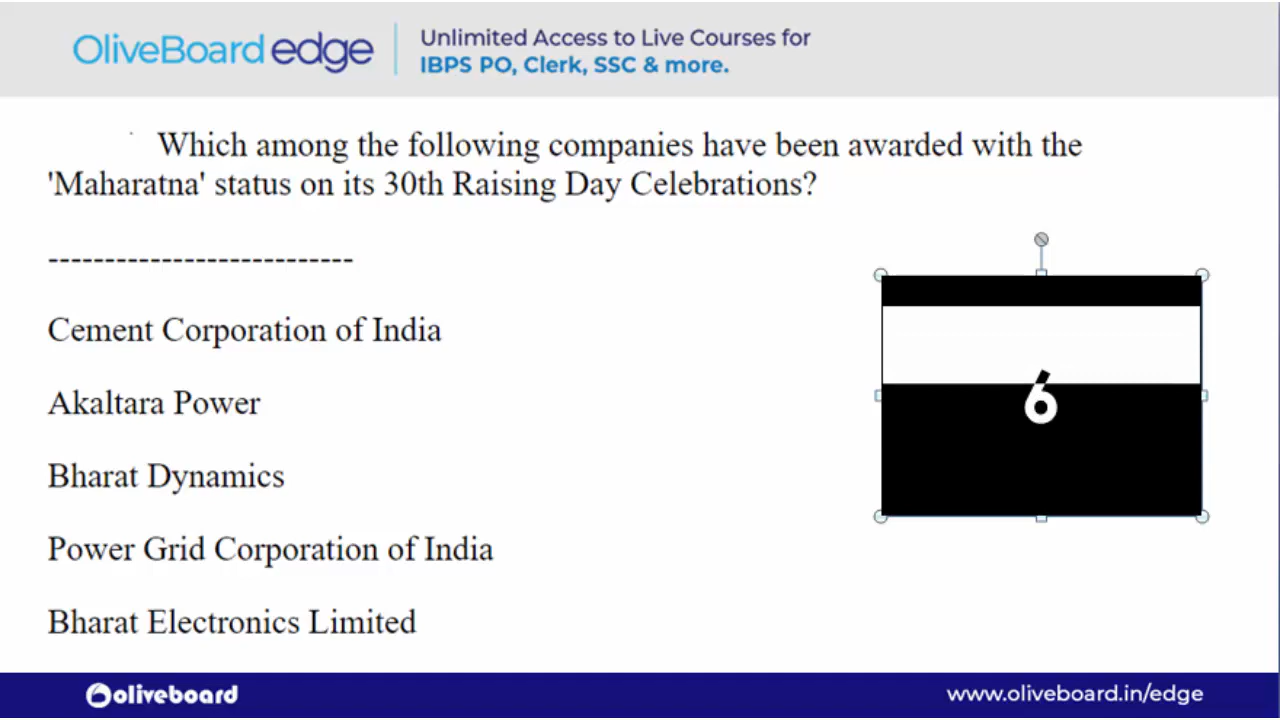 OliveBoard edge
Unlimited Access to Live Courses for
IBPS PO, Clerk, SSC & more.
Which among the following companies have been awarded with the
'Maharatna' status on its 30th Raising Day Celebrations?
---------------------------
Cement Corporation of India
Akaltara Power
Bharat Dynamics
Power Grid Corporation of India
Bharat Electronics Limited
6
oliveboard
www.oliveboard.in/edge